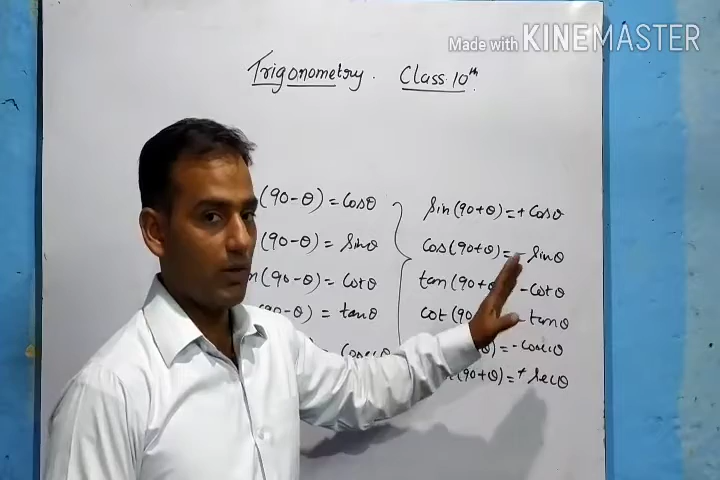 Made with KINEMASTER
Trigonometry. Class 10th.
(90-θ) = Cosθ
(90-θ) = Sinθ
(90-θ) = Cotθ
(90-θ) = tanθ
Cosecθ
Sin(90+θ) = + Cosθ
Cos(90+θ) = - Sinθ
tan(90+θ) - Cotθ
Cot(90 - tanθ
θ) = -Cosecθ
(90+θ) = + Secθ